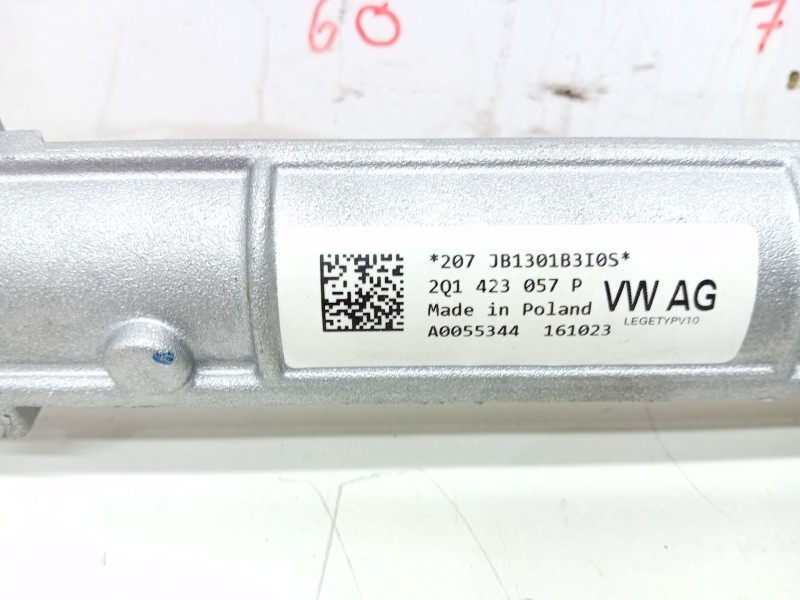 60
7
*207 JB1301B3I0S*
2Q1 423 057 P
Made in Poland
A0055344 161023
VW AG
LEGETYPV10